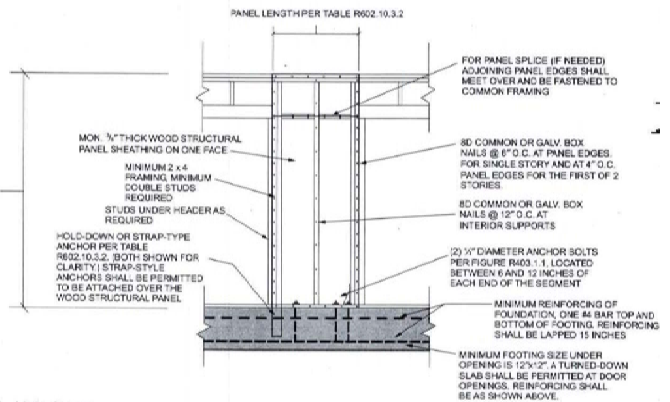 PANEL LENGTH PER TABLE R602.10.3.2
FOR PANEL SPLICE (IF NEEDED)
ADJOINING PANEL EDGES SHALL
MEET OVER AND BE FASTENED TO
COMMON FRAMING
THICK WOOD STRUCTURAL
PANEL SHEATHING ON ONE FACE
MINIMUM 2 x 4
FRAMING, MINIMUM
DOUBLE STUDS
REQUIRED
STUDS UNDER HEADER AS
REQUIRED
HOLD-DOWN OR STRAP-TYPE
ANCHOR PER TABLE
R602.10.3.2. (BOTH SHOWN FOR
CLARITY.) STRAP-STYLE
ANCHORS SHALL BE PERMITTED
TO BE ATTACHED OVER THE
WOOD STRUCTURAL PANEL
8D COMMON OR GALV. BOX
NAILS @ 6" O.C. AT PANEL EDGES.
FOR SINGLE STORY AND AT 4" O.C.
PANEL EDGES FOR THE FIRST OF 2
STORIES.
8D COMMON OR GALV. BOX
NAILS @ 12" O.C. AT
INTERIOR SUPPORTS
(2) DIAMETER ANCHOR BOLTS
PER FIGURE R403.1.1, LOCATED
BETWEEN 6 AND 12 INCHES OF
EACH END OF THE SEGMENT
MINIMUM REINFORCING OF
FOUNDATION, ONE #4 BAR TOP AND
BOTTOM OF FOOTING. REINFORCING
SHALL BE LAPPED 15 INCHES
MINIMUM FOOTING SIZE UNDER
OPENING IS 12"x12". A TURNED-DOWN
SLAB SHALL BE PERMITTED AT DOOR
OPENINGS. REINFORCING SHALL
BE AS SHOWN ABOVE.